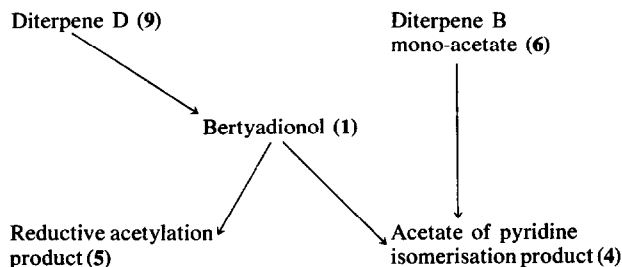 Diterpene D (9)
Diterpene B
mono-acetate (6)
Bertyadionol (1)
Reductive acetylation
product (5)
Acetate of pyridine
isomerisation product (4)